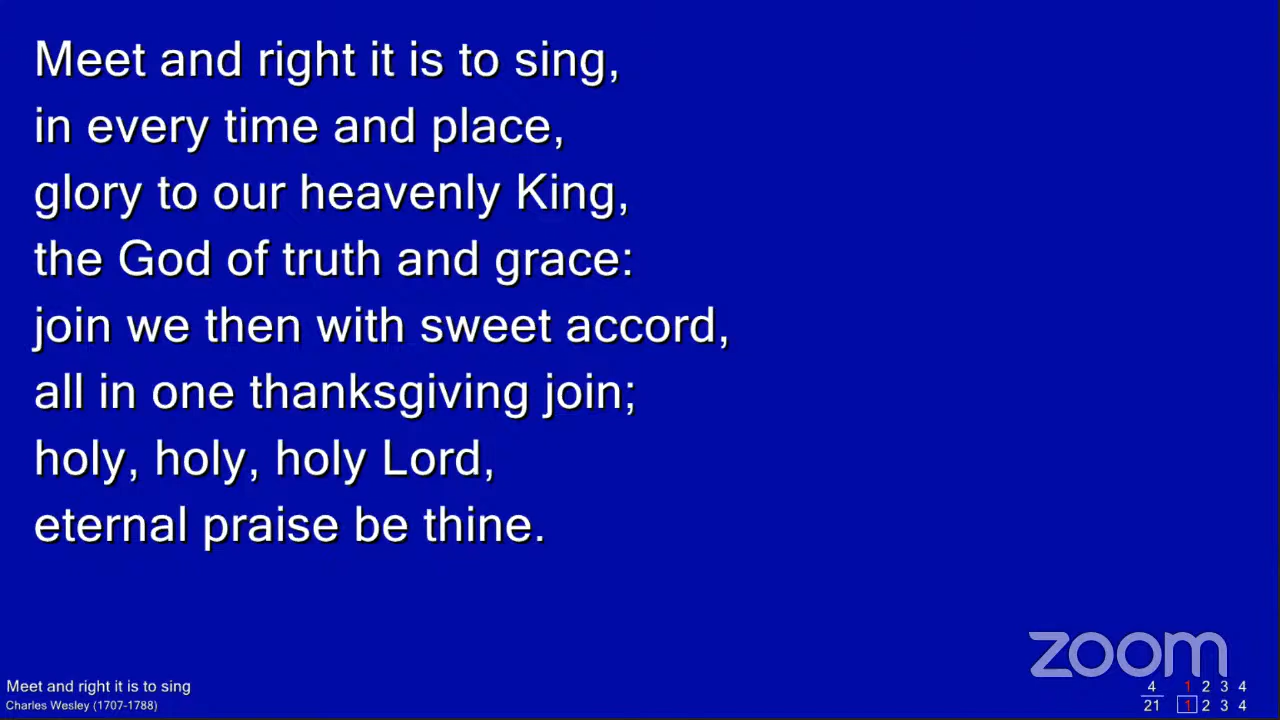 Meet and right it is to sing,
in every time and place,
glory to our heavenly King,
the God of truth and grace:
join we then with sweet accord,
all in one thanksgiving join;
holy, holy, holy Lord,
eternal praise be thine.
zoom
Meet and right it is to sing
Charles Wesley (1707-1788)
4 1 2 3 4
21 1 2 3 4